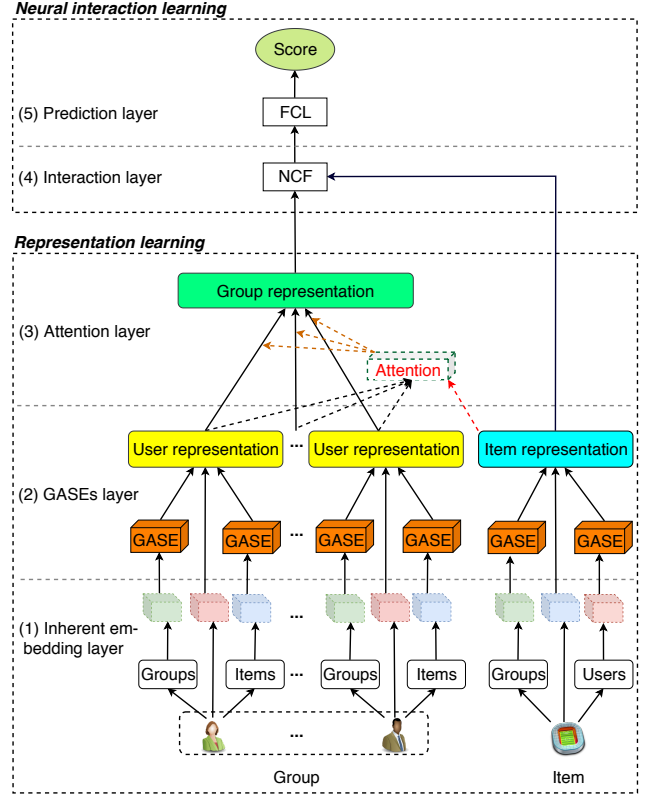 Neural interaction learning
Score
(5) Prediction layer
FCL
(4) Interaction layer
NCF
Representation learning
Group representation
(3) Attention layer
Attention
User representation ... User representation Item representation
(2) GASEs layer
GASE GASE ... GASE GASE GASE GASE
...
(1) Inherent em-
bedding layer
Groups Items ... Groups Items Groups Users
...
Group Item